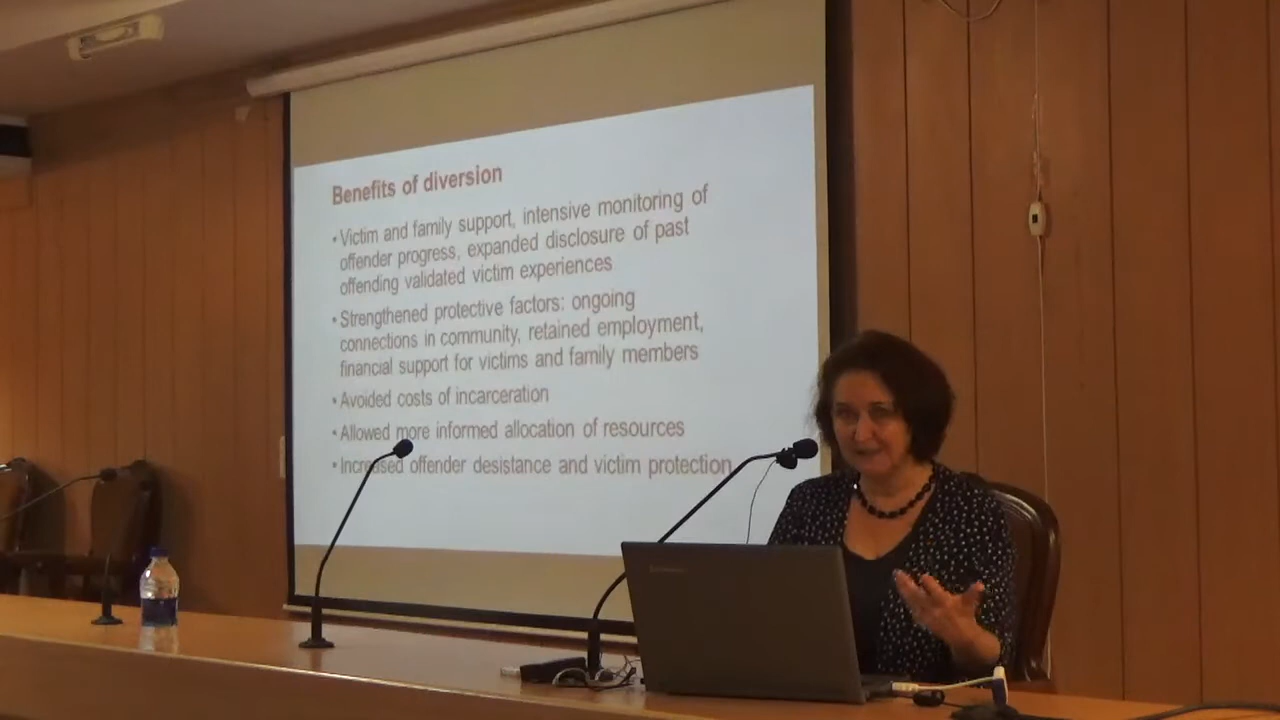 Benefits of diversion
• Victim and family support, intensive monitoring of
offender progress, expanded disclosure of past
offending validated victim experiences
• Strengthened protective factors: ongoing
connections in community, retained employment,
financial support for victims and family members
• Avoided costs of incarceration
• Allowed more informed allocation of resources
• Increased offender desistance and victim protection